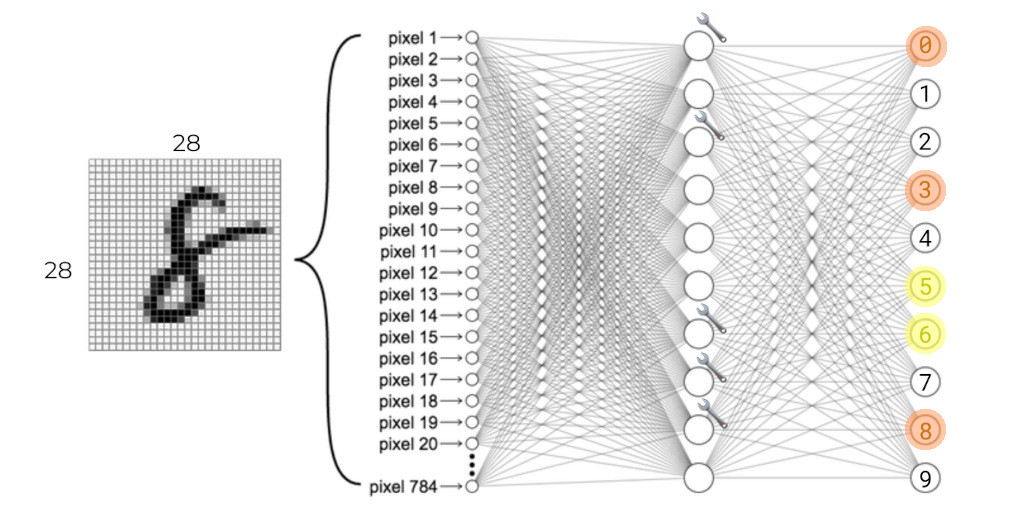 28
28
pixel 1
pixel 2
pixel 3
pixel 4
pixel 5
pixel 6
pixel 7
pixel 8
pixel 9
pixel 10
pixel 11
pixel 12
pixel 13
pixel 14
pixel 15
pixel 16
pixel 17
pixel 18
pixel 19
pixel 20
pixel 784
8
0
1
2
3
4
5
6
7
8
9